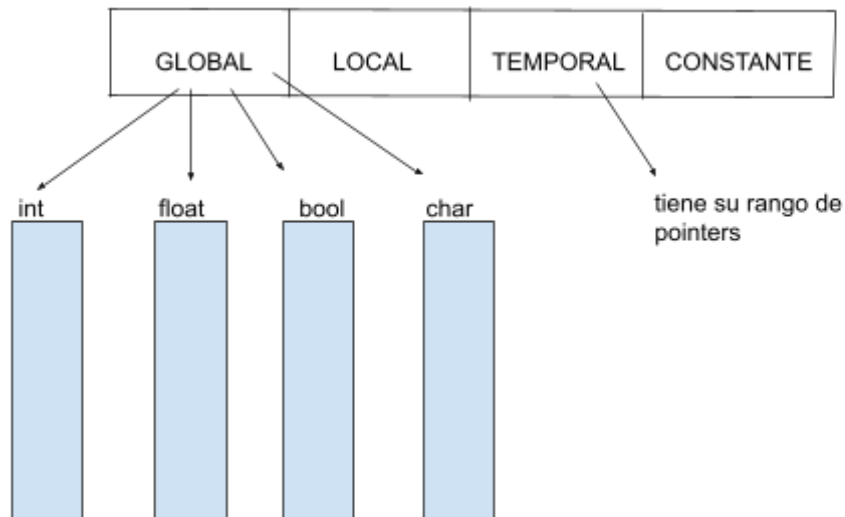 GLOBAL LOCAL TEMPORAL CONSTANTE
int float bool char
tiene su rango de
pointers